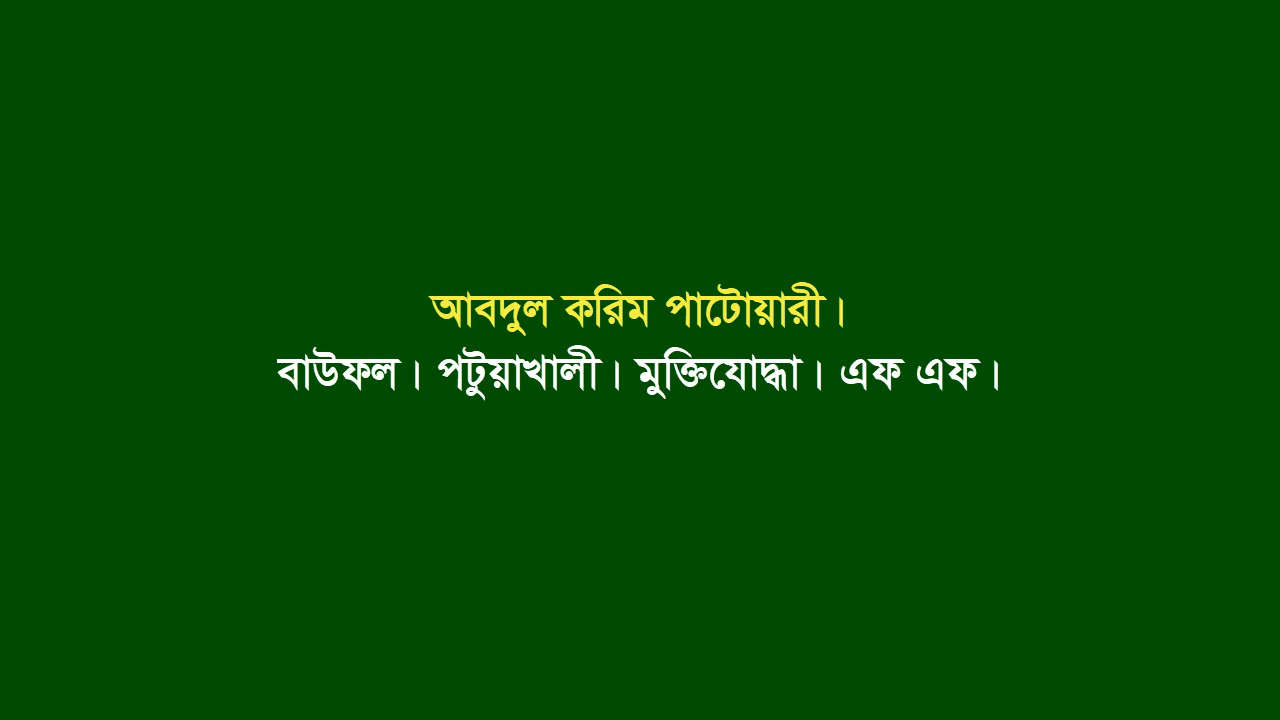 আবদুল করিম পাটোয়ারী।
বাউফল। পটুয়াখালী। মুক্তিযোদ্ধা। এফ এফ।